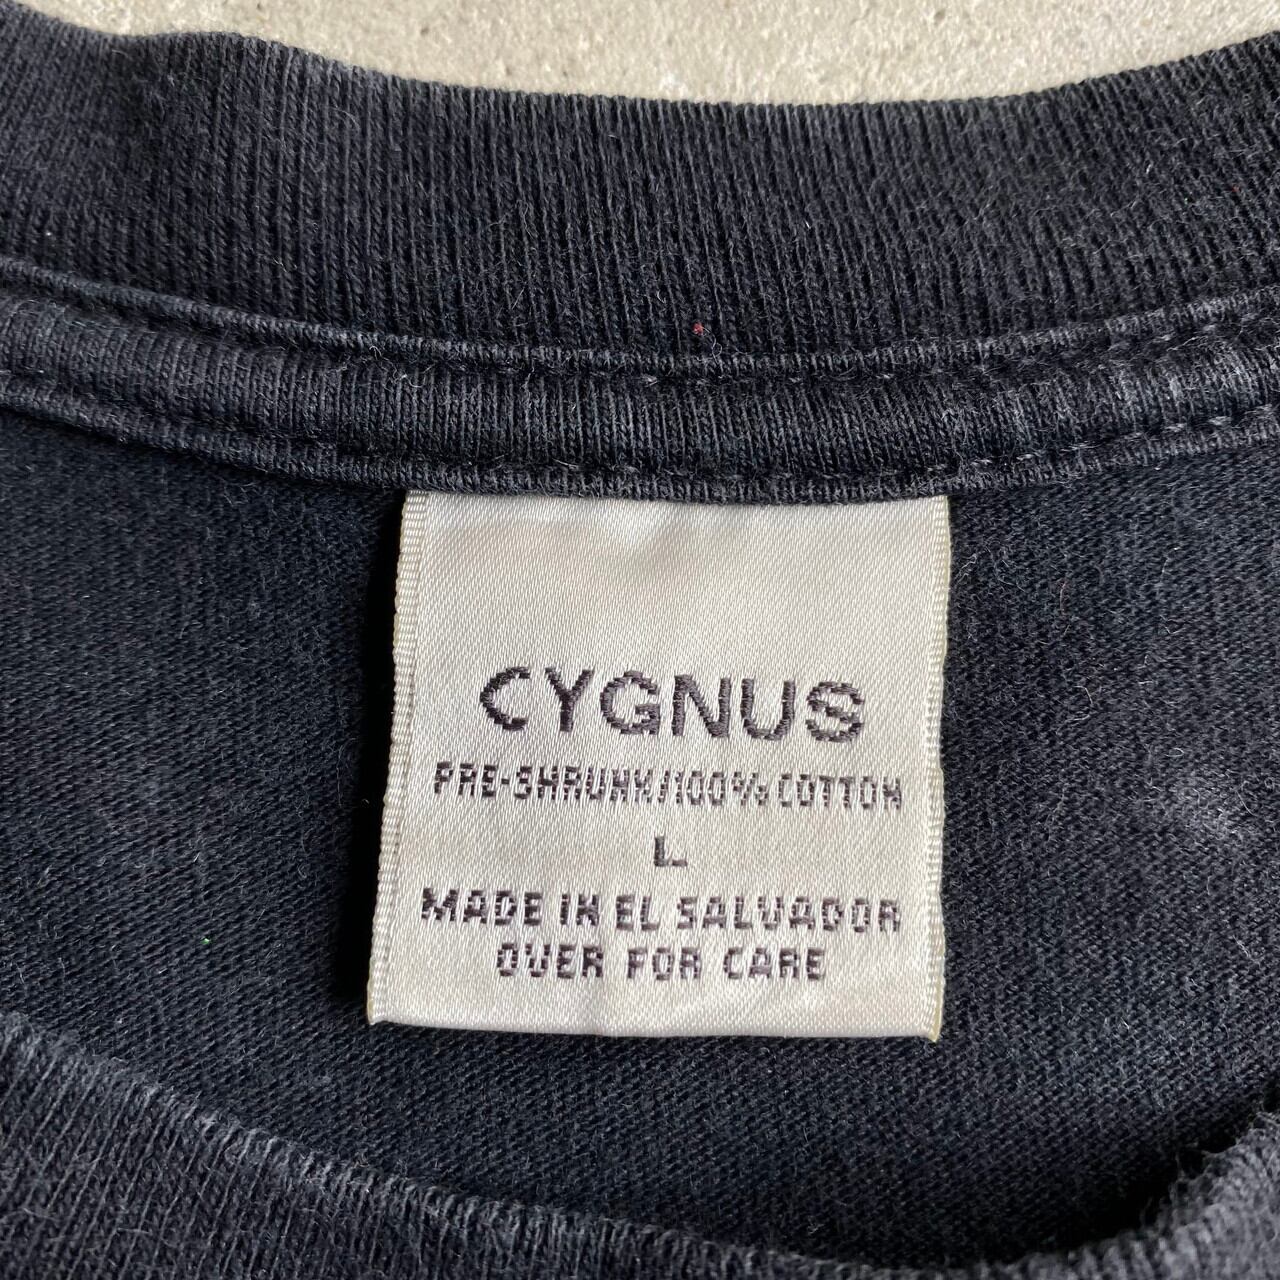 CYGNUS
PRE-SHRUNK/100% COTTON
L
MADE IN EL SALVADOR
OVER FOR CARE